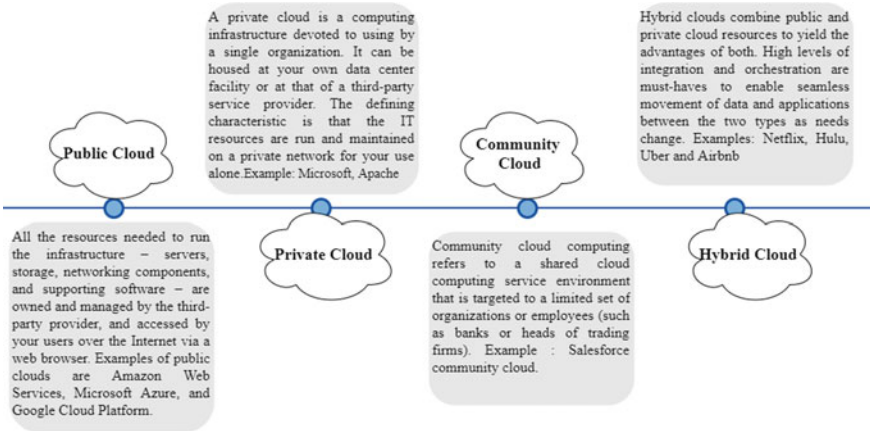 Public Cloud
All the resources needed to run
the infrastructure – servers,
storage, networking components,
and supporting software – are
owned and managed by the third-
party provider, and accessed by
your users over the Internet via a
web browser. Examples of public
clouds are Amazon Web
Services, Microsoft Azure, and
Google Cloud Platform.
A private cloud is a computing
infrastructure devoted to using by
a single organization. It can be
housed at your own data center
facility or at that of a third-party
service provider. The defining
characteristic is that the IT
resources are run and maintained
on a private network for your use
alone.Example: Microsoft, Apache
Private Cloud
Community
Cloud
Community cloud computing
refers to a shared cloud
computing service environment
that is targeted to a limited set of
organizations or employees (such
as banks or heads of trading
firms). Example : Salesforce
community cloud.
Hybrid clouds combine public and
private cloud resources to yield the
advantages of both. High levels of
integration and orchestration are
must-haves to enable seamless
movement of data and applications
between the two types as needs
change. Examples: Netflix, Hulu,
Uber and Airbnb
Hybrid Cloud